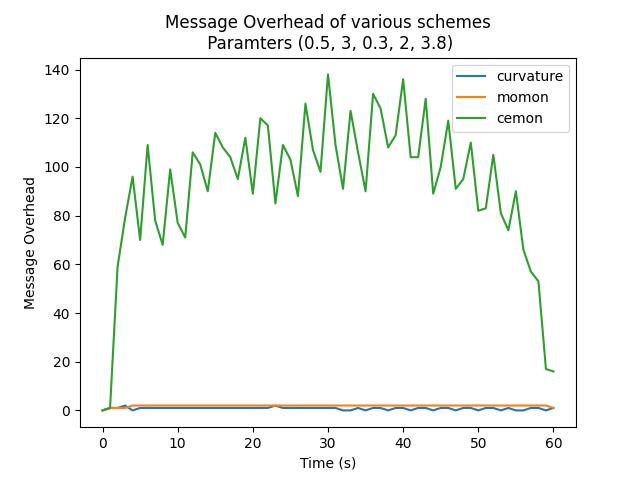 Message Overhead of various schemes
Paramters (0.5, 3, 0.3, 2, 3.8)
curvature
momon
cemon
Message Overhead
140
120
100
80
60
40
20
0
0 10 20 30 40 50 60
Time (s)